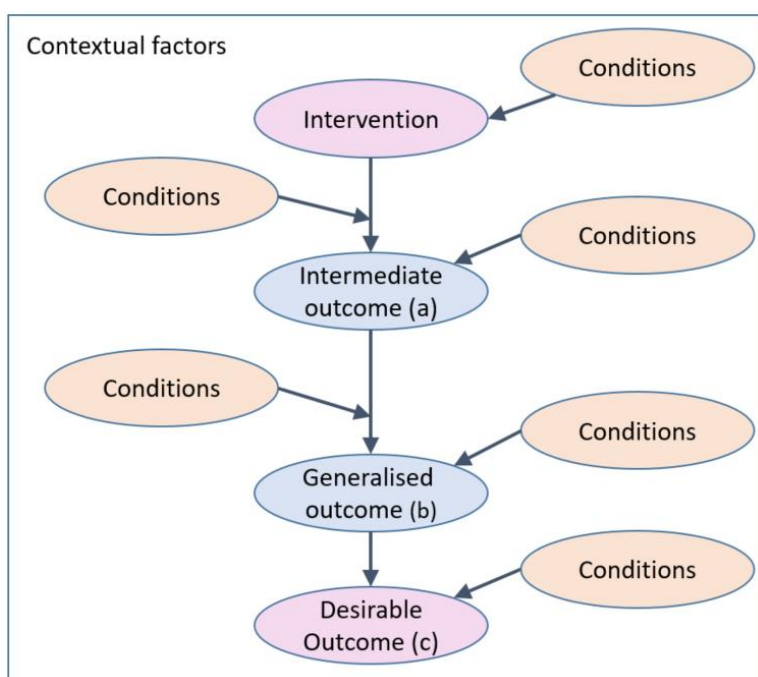 Contextual factors
Conditions
Intervention
Conditions
Conditions
Intermediate
outcome (a)
Conditions
Conditions
Generalised
outcome (b)
Conditions
Desirable
Outcome (c)